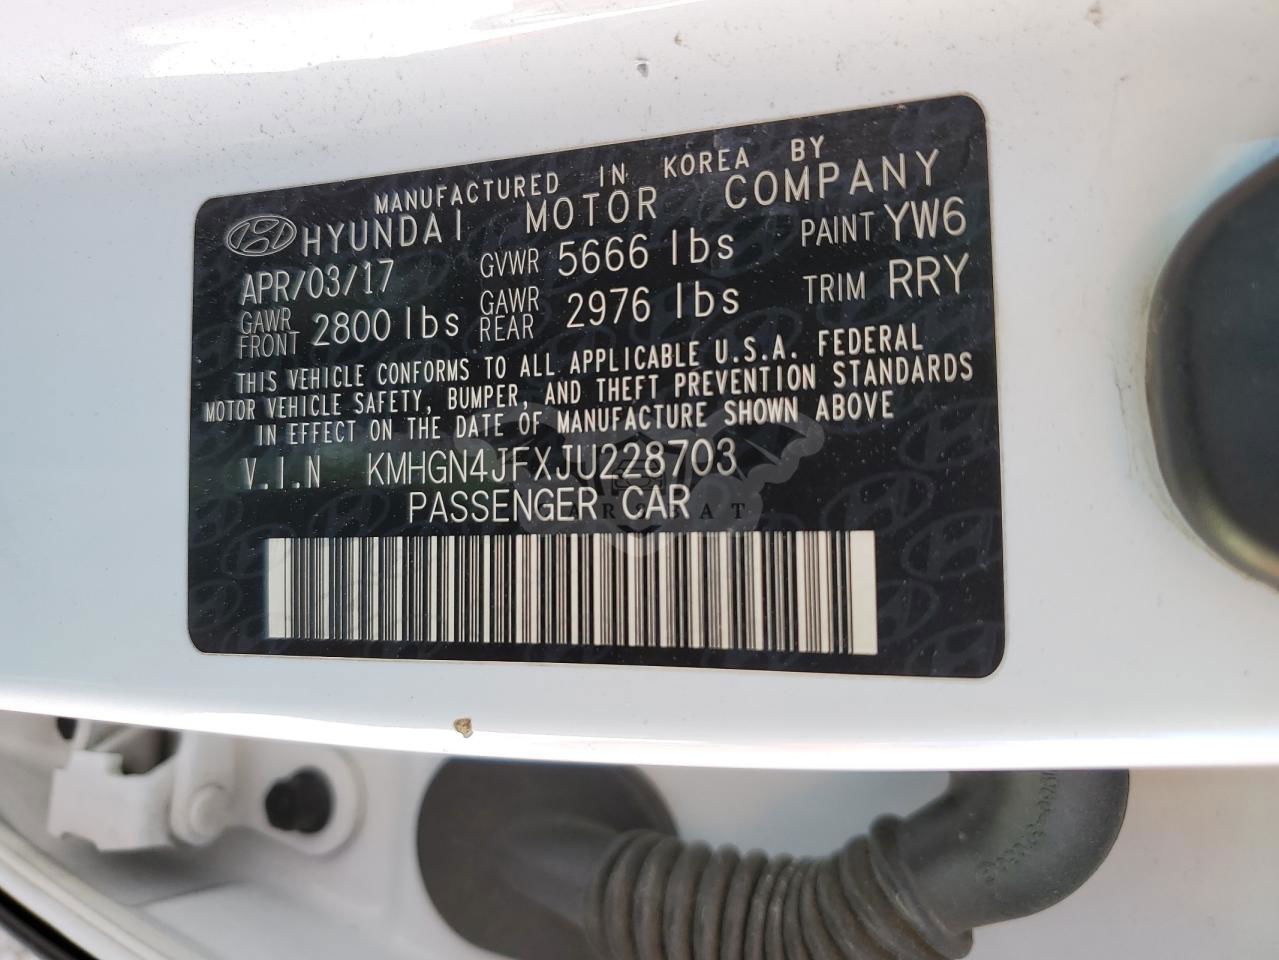 MANUFACTURED IN KOREA BY
HYUNDAI MOTOR COMPANY
APR/03/17 GVWR 5666 lbs PAINT YW6
GAWR FRONT 2800 lbs GAWR REAR 2976 lbs TRIM RRY
THIS VEHICLE CONFORMS TO ALL APPLICABLE U.S.A. FEDERAL
MOTOR VEHICLE SAFETY, BUMPER, AND THEFT PREVENTION STANDARDS
IN EFFECT ON THE DATE OF MANUFACTURE SHOWN ABOVE
V.I.N KMHGN4JFXJU228703
PASSENGER CAR